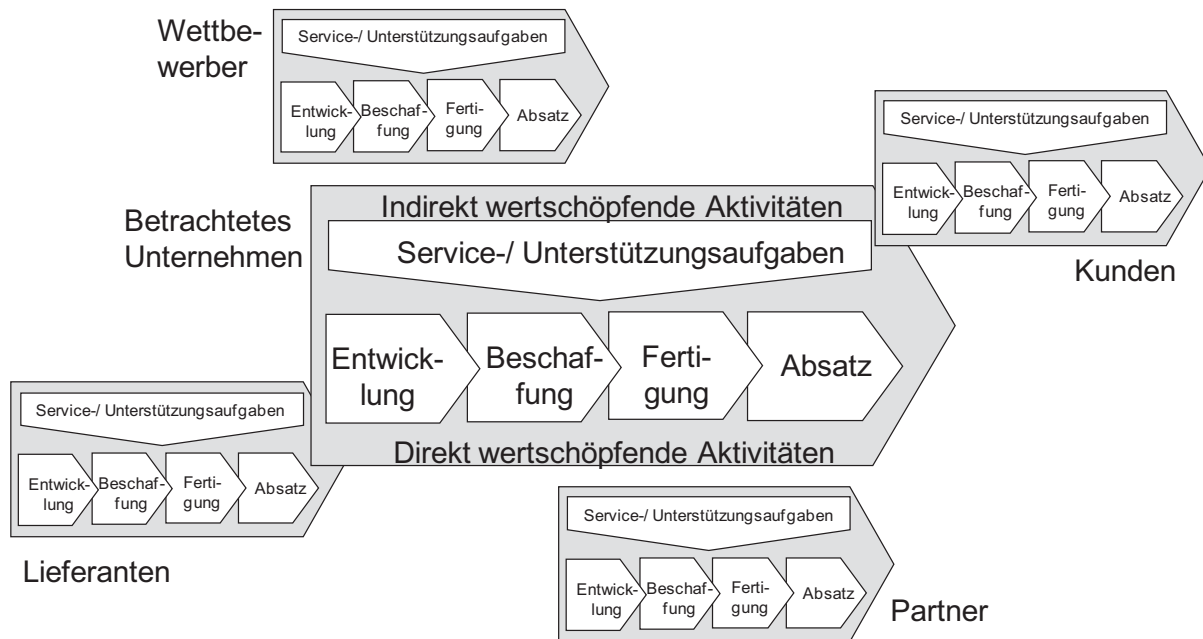 Wettbe-
werber
Service-/ Unterstützungsaufgaben
Entwick-
lung
Beschaf-
fung
Ferti-
gung
Absatz
Service-/ Unterstützungsaufgaben
Entwick-
lung
Beschaf-
fung
Ferti-
gung
Absatz
Kunden
Betrachtetes
Unternehmen
Indirekt wertschöpfende Aktivitäten
Service-/ Unterstützungsaufgaben
Entwick-
lung
Beschaf-
fung
Ferti-
gung
Absatz
Direkt wertschöpfende Aktivitäten
Service-/ Unterstützungsaufgaben
Entwick-
lung
Beschaf-
fung
Ferti-
gung
Absatz
Lieferanten
Service-/ Unterstützungsaufgaben
Entwick-
lung
Beschaf-
fung
Ferti-
gung
Absatz
Partner